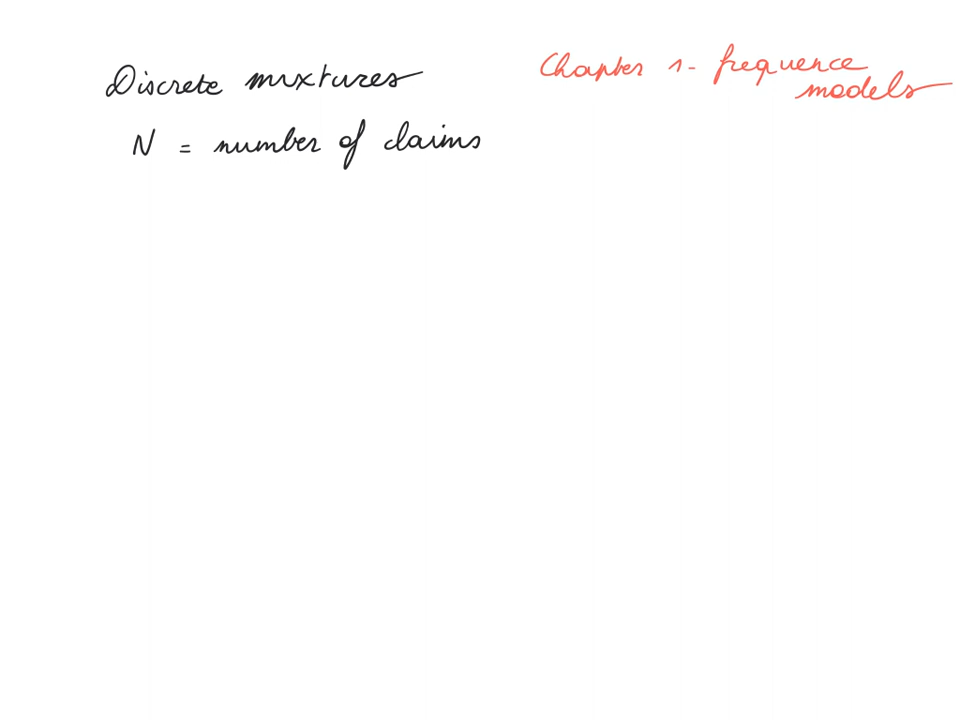 Discrete mixtures
Chapter 1- frequence
models
N = number of claims